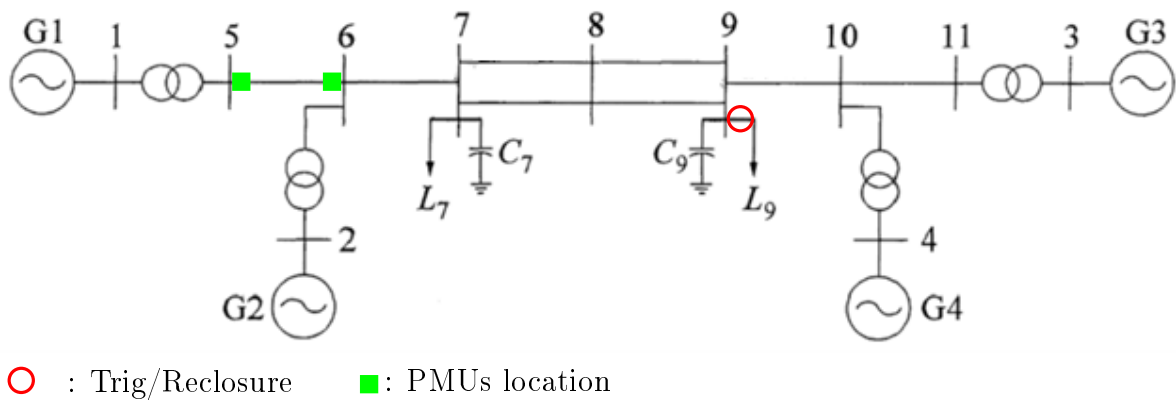 G1 1 5 6 7 8 9 10 11 3 G3
C7 C9
L7 L9
2 4
G2 G4
: Trig/Reclosure : PMUs location